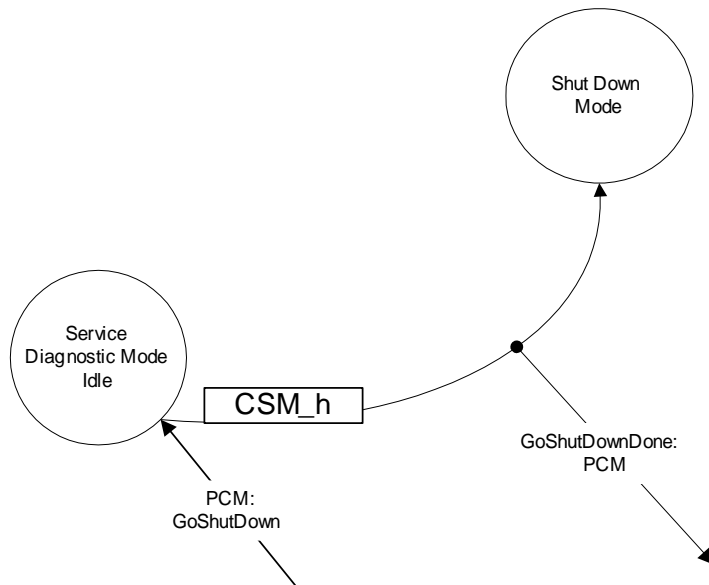 Shut Down
Mode
Service
Diagnostic Mode
Idle
CSM_h
GoShutDownDone:
PCM
PCM:
GoShutDown